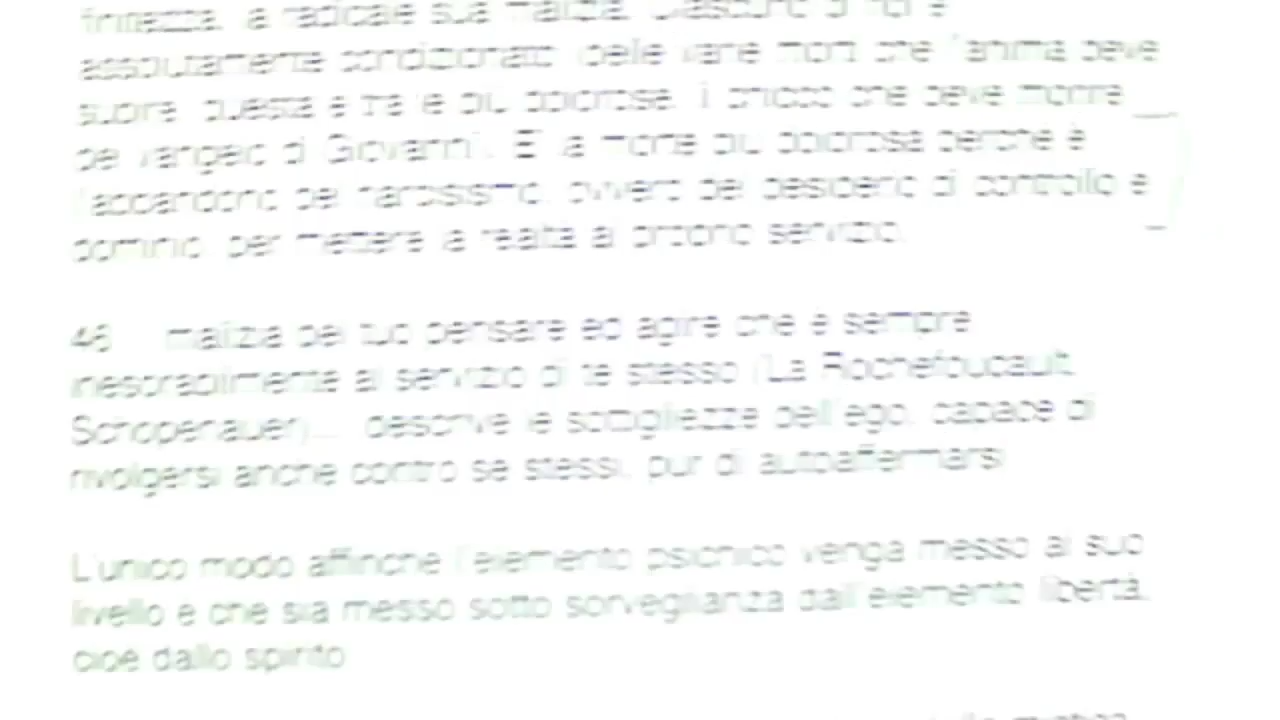 finitezza, la radicale sua malizia. Ciascuno di noi è
assolutamente condizionato (delle varie morti che l'anima deve
subire, questa è tra le più dolorose. Il chicco che deve morire
del vangelo di Giovanni). E' la morte più dolorosa perché è
l'abbandono del narcisismo, ovvero del desiderio di controllo e
dominio, per mettere la realtà al proprio servizio.
46 malizia del tuo pensare ed agire che è sempre
inesorabilmente al servizio di te stesso (La Rochefoucault,
Schopenauer)... descrive le sottigliezze dell'ego, capace di
rivolgersi anche contro se stessi, pur di autoaffermarsi
L'unico modo affinche l'elemento psichico venga messo al suo
livello è che sia messo sotto sorveglianza dall'elemento libertà,
cioè dallo spirito